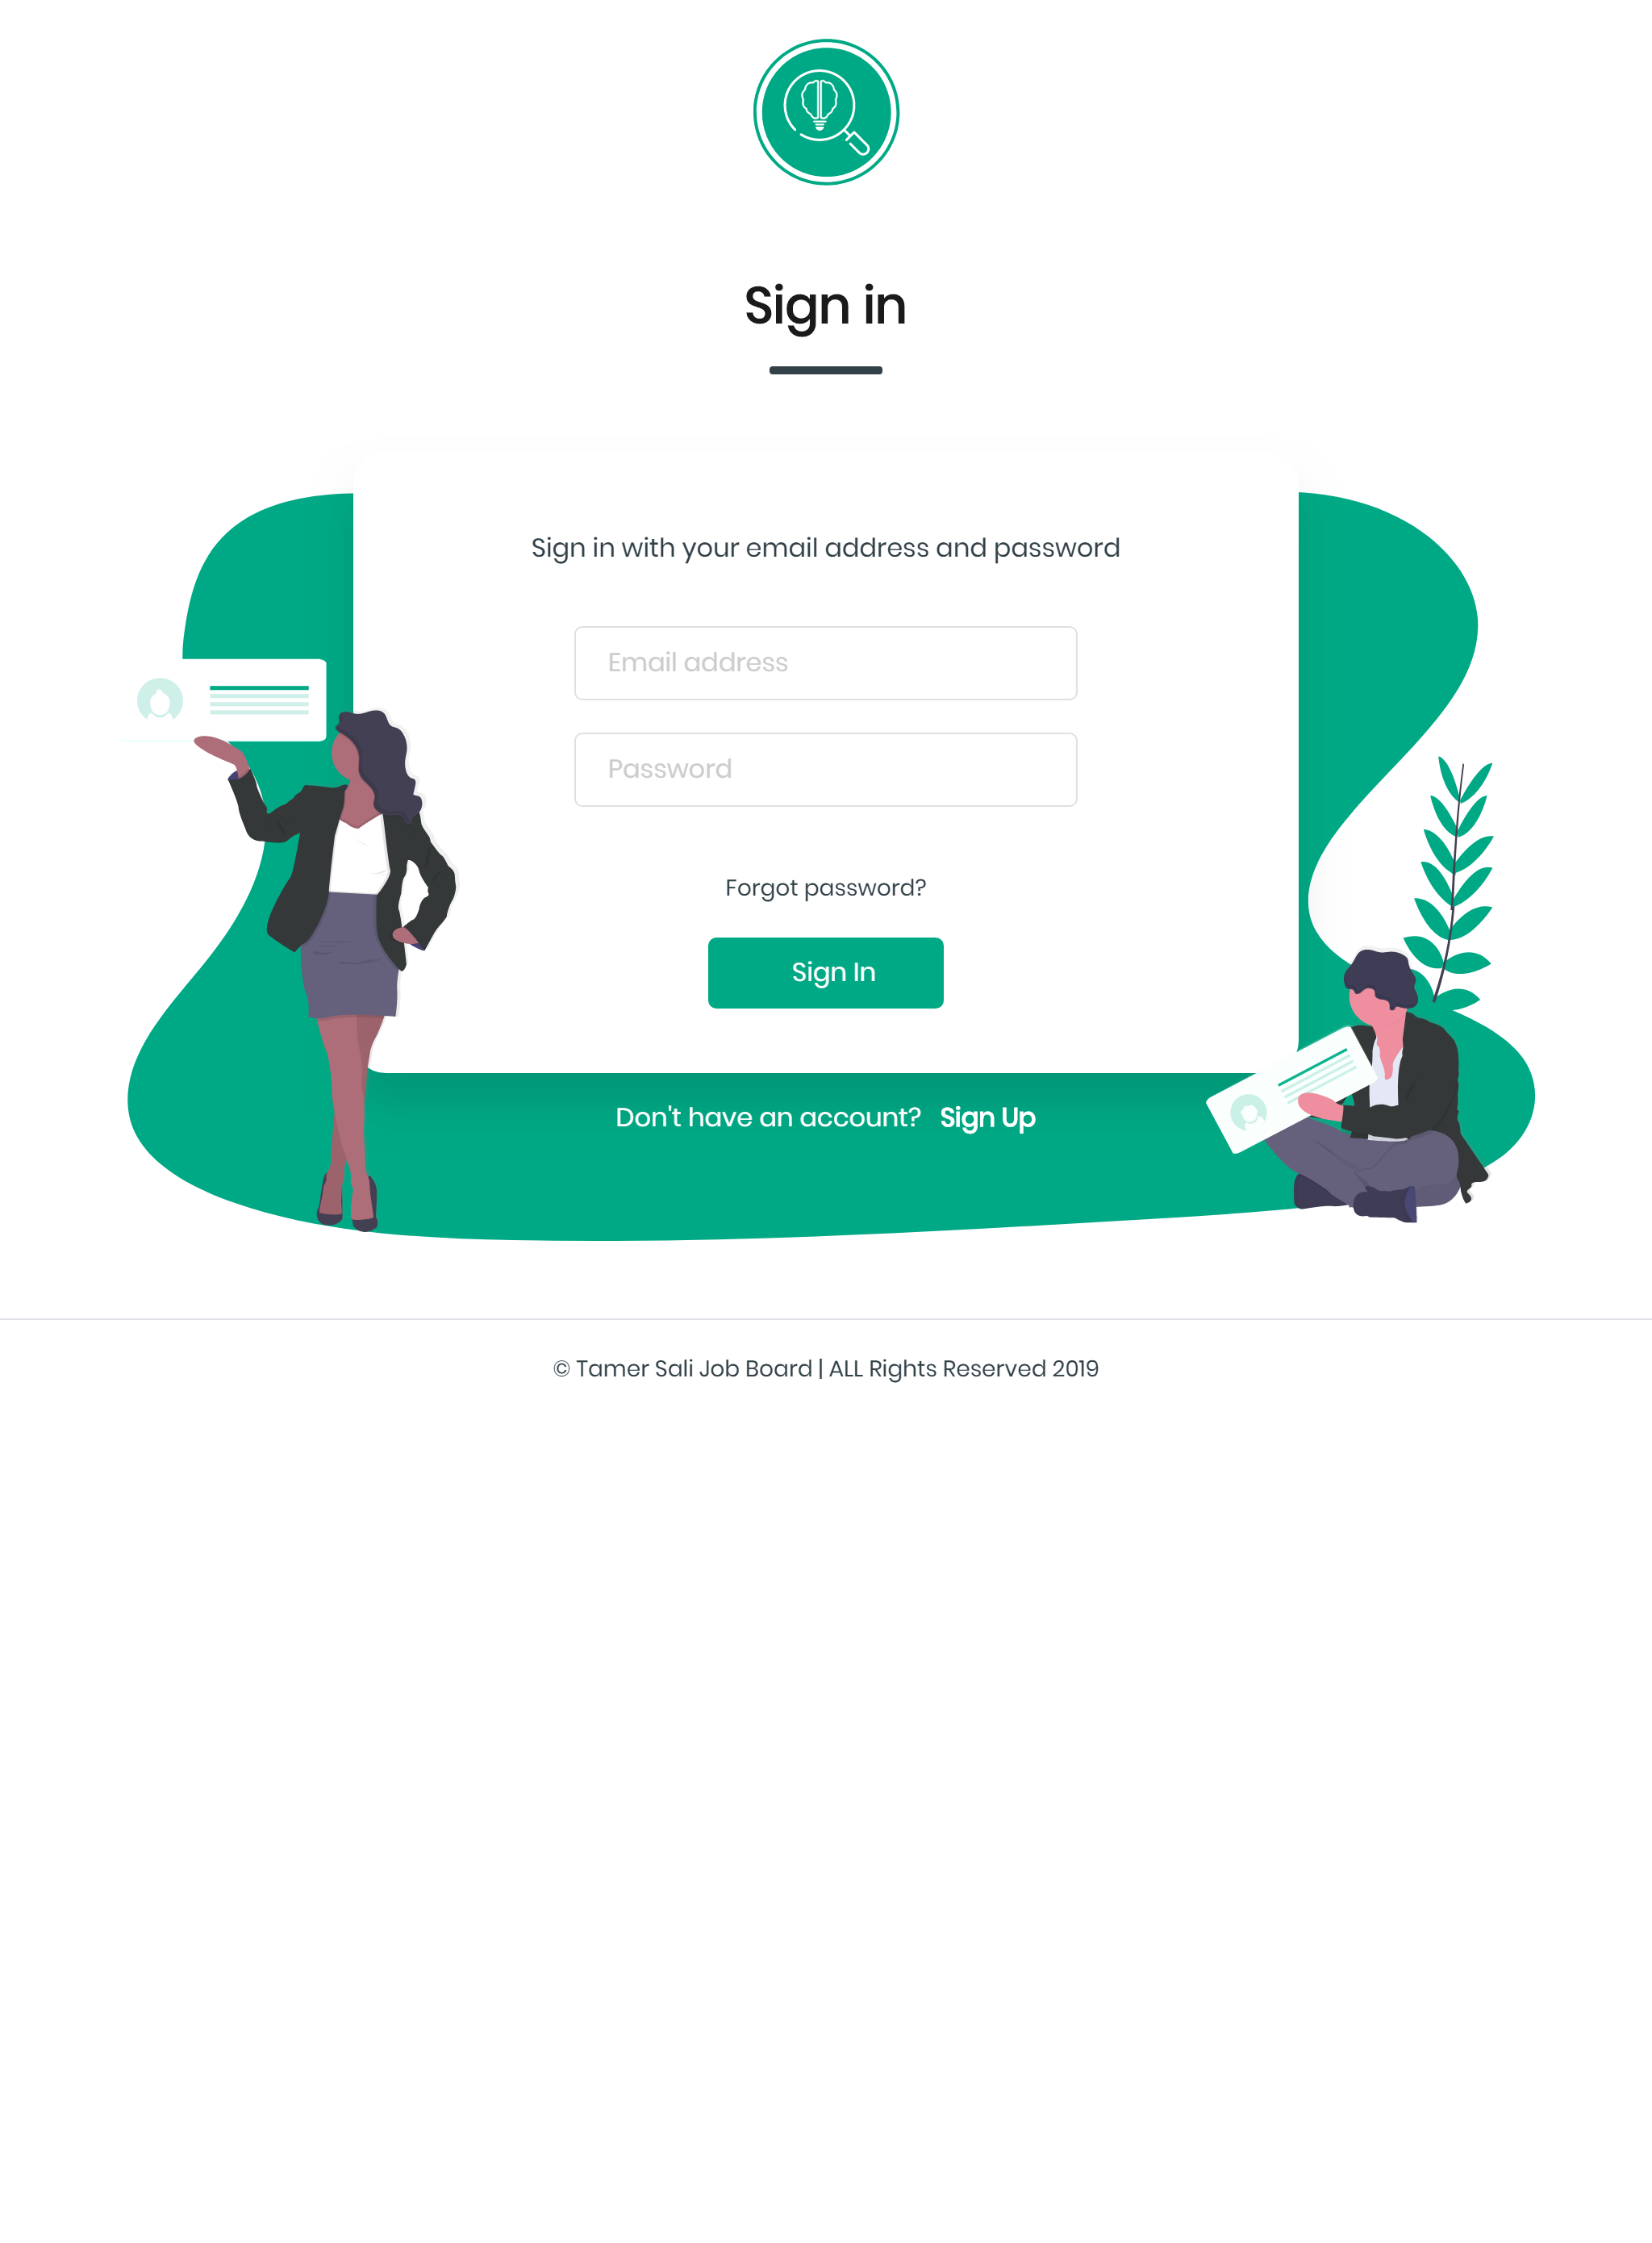 Sign in
Sign in with your email address and password
Email address
Password
Forgot password?
Sign In
Don't have an account? Sign Up
© Tamer Sali Job Board | ALL Rights Reserved 2019